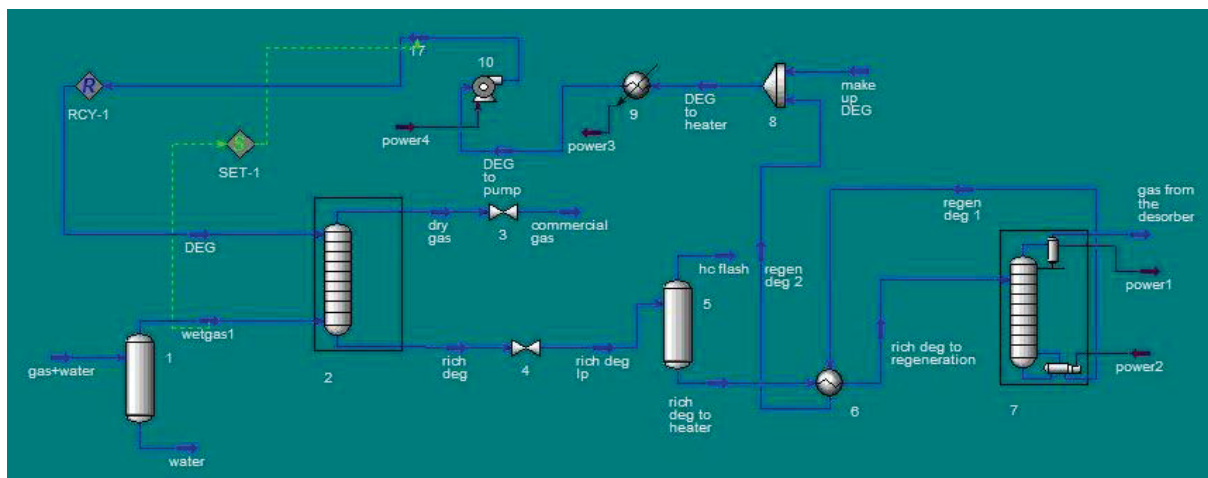 17
10
R
RCY-1
power4
S
SET-1
DEG
to
pump
9
power3
DEG
to
heater
8
make
up
DEG
DEG
dry
gas
3
commercial
gas
wetgas1
gas+water
1
water
2
rich
deg
4
rich deg
lp
hc flash
5
rich
deg to
heater
regen
deg 2
6
rich deg to
regeneration
regen
deg 1
gas from
the
desorber
power1
power2
7